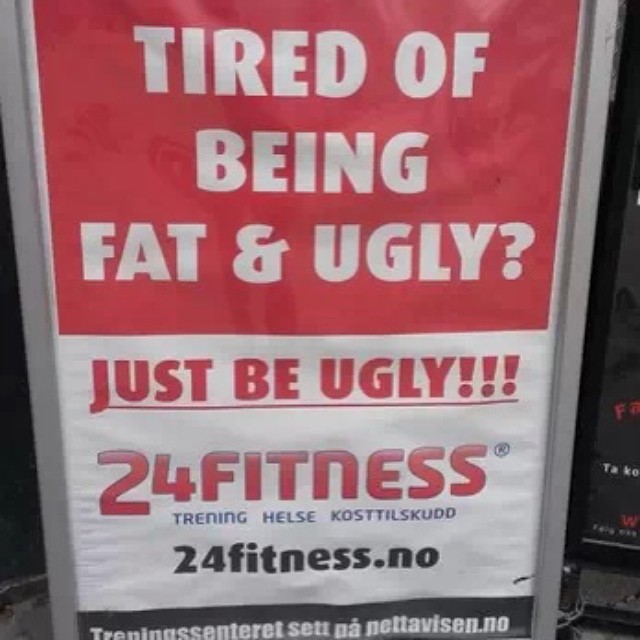 TIRED OF
BEING
FAT & UGLY?
JUST BE UGLY!!!
24FITNESS®
TRENING HELSE KOSTTILSKUDD
24fitness.no
Treningssenteret sett på nettavisen.no
Ta ko
W